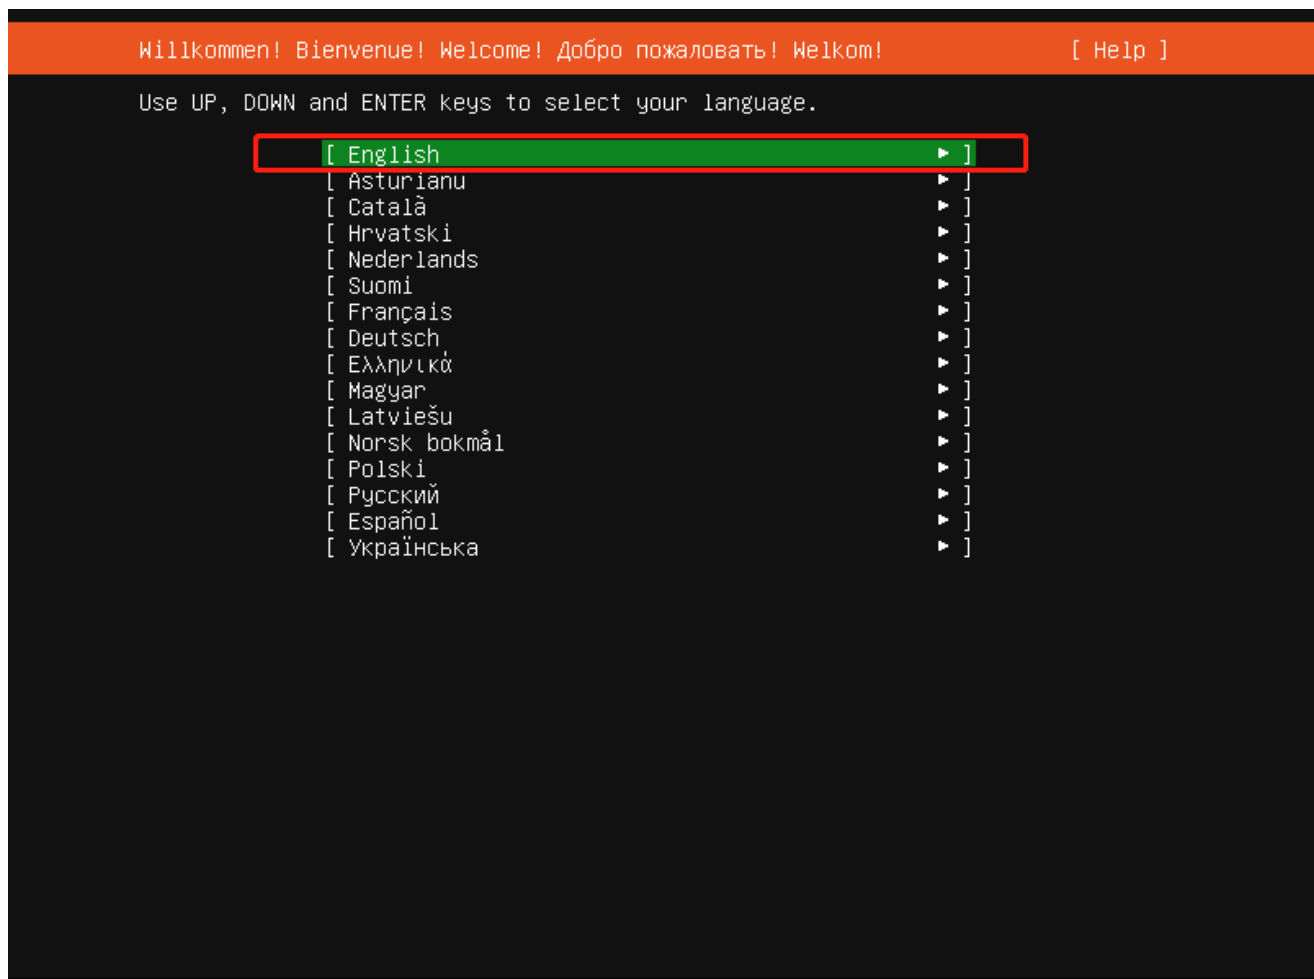 Willkommen! Bienvenue! Welcome! Добро пожаловать! Welkom! [ Help ]
Use UP, DOWN and ENTER keys to select your language.
[ English ► ]
[ Asturianu ► ]
[ Català ► ]
[ Hrvatski ► ]
[ Nederlands ► ]
[ Suomi ► ]
[ Français ► ]
[ Deutsch ► ]
[ Ελληνικά ► ]
[ Magyar ► ]
[ Latviešu ► ]
[ Norsk bokmål ► ]
[ Polski ► ]
[ Русский ► ]
[ Español ► ]
[ Українська ► ]